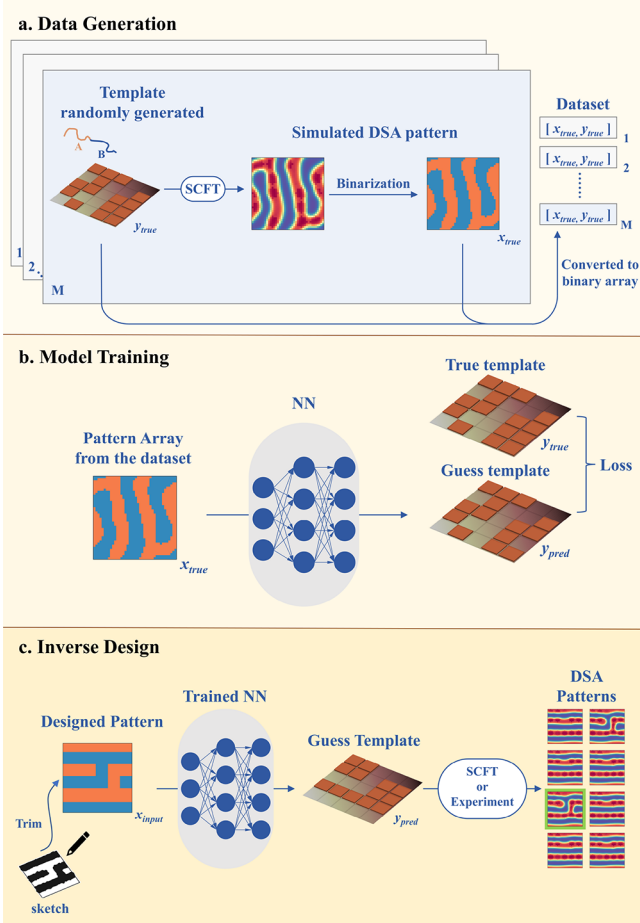 a. Data Generation
Template
randomly generated
A
B
y_true
SCFT
Simulated DSA pattern
Binarization
x_true
Dataset
[ x_true, y_true ] 1
[ x_true, y_true ] 2
[ x_true, y_true ] M
Converted to
binary array
1
2...
M
b. Model Training
Pattern Array
from the dataset
x_true
NN
True template
y_true
Guess template
y_pred
Loss
c. Inverse Design
Designed Pattern
x_input
Trim
sketch
Trained NN
Guess Template
y_pred
SCFT
or
Experiment
DSA
Patterns